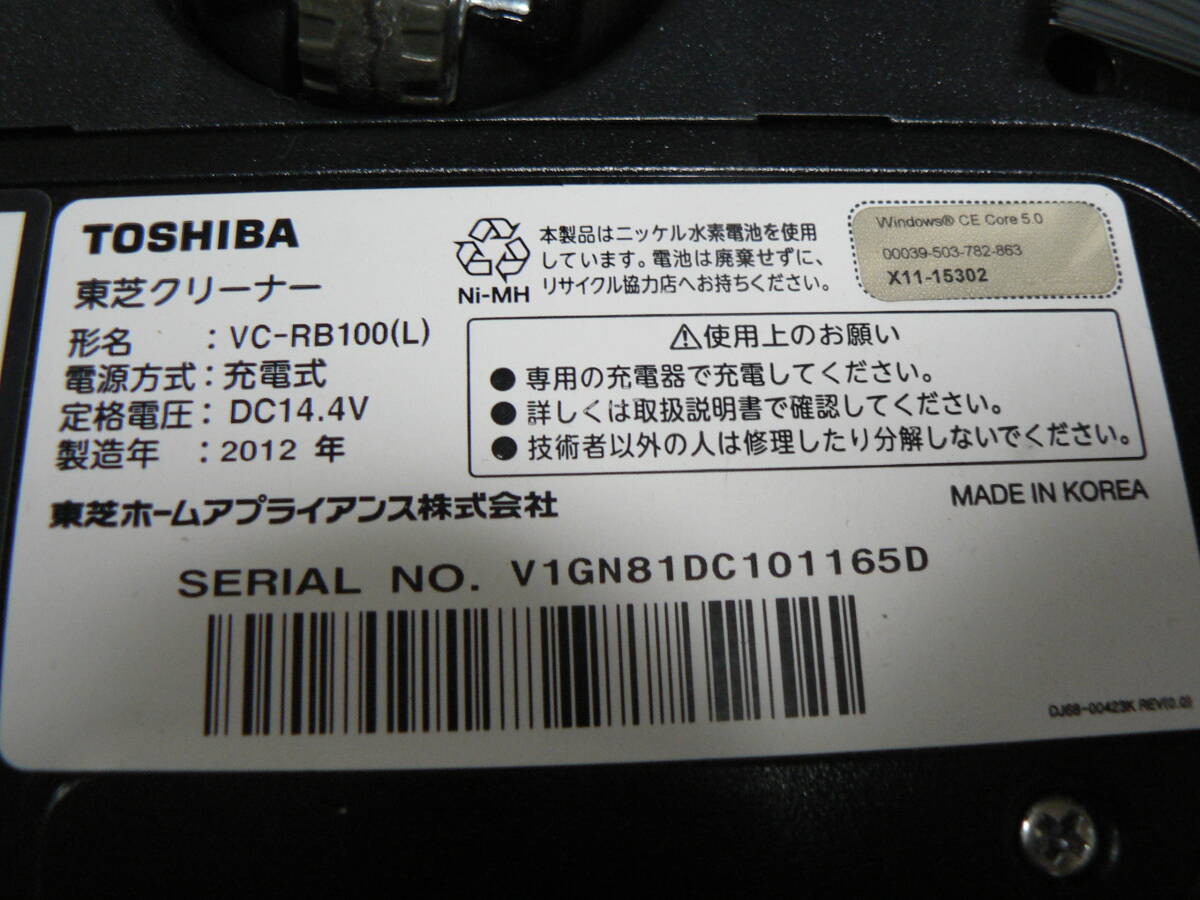 TOSHIBA
東芝クリーナー
形名 : VC-RB100(L)
電源方式 : 充電式
定格電圧 : DC14.4V
製造年 : 2012 年
東芝ホームアプライアンス株式会社
Ni-MH
本製品はニッケル水素電池を使用
しています。電池は廃棄せずに、
リサイクル協力店へお持ちください。
Windows® CE Core 5.0
00039-503-782-863
X11-15302
⚠使用上のお願い
● 専用の充電器で充電してください。
● 詳しくは取扱説明書で確認してください。
● 技術者以外の人は修理したり分解しないでください。
MADE IN KOREA
SERIAL NO. V1GN81DC101165D
DJ68-00423K REV(0.0)